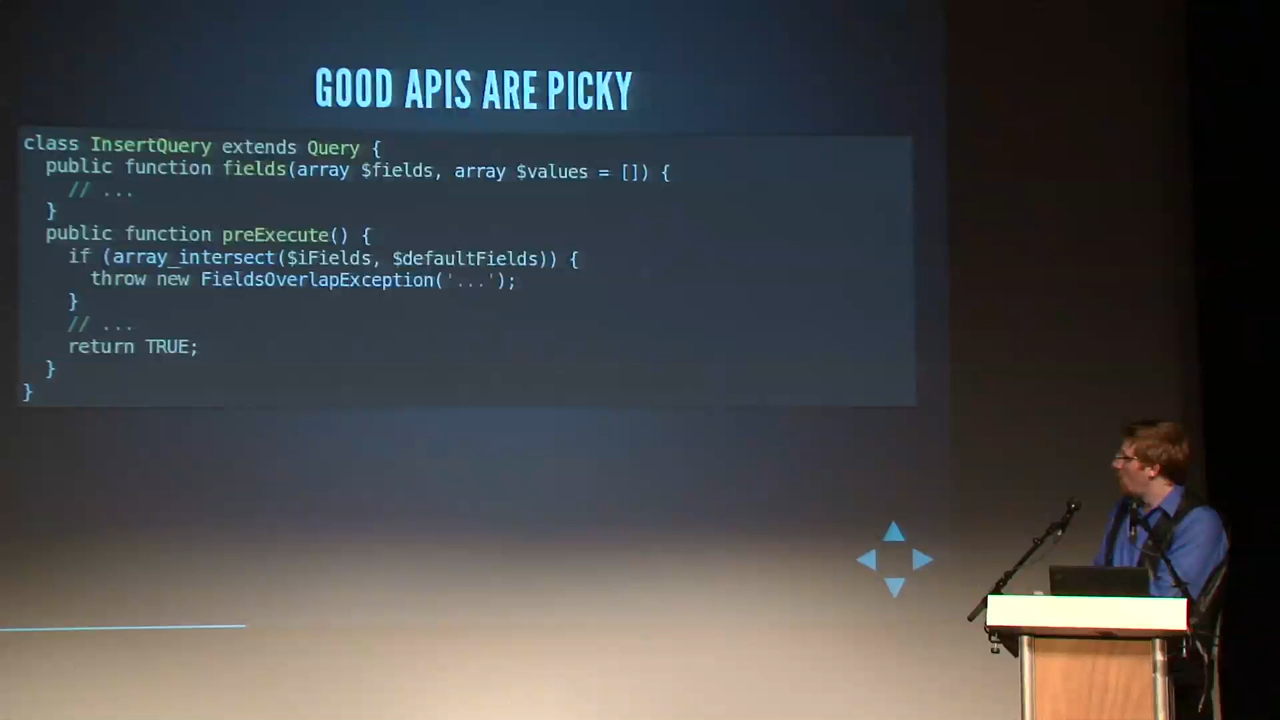 GOOD APIS ARE PICKY
class InsertQuery extends Query {
  public function fields(array $fields, array $values = []) {
    // ...
  }
  public function preExecute() {
    if (array_intersect($iFields, $defaultFields)) {
      throw new FieldsOverlapException('...');
    }
    // ...
    return TRUE;
  }
}